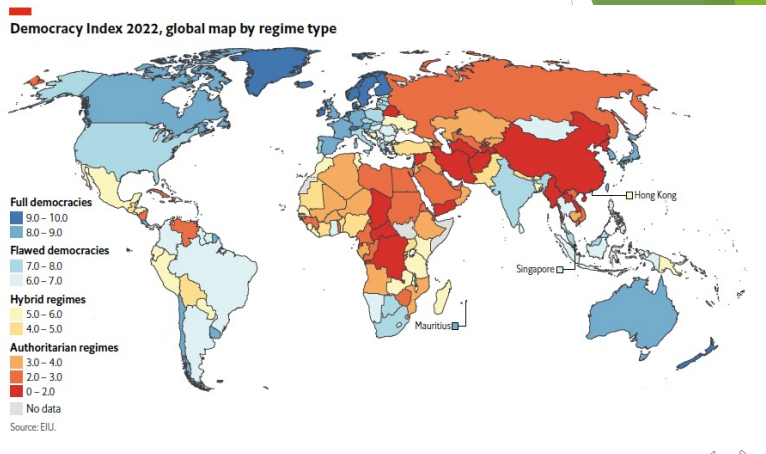 Democracy Index 2022, global map by regime type
Full democracies
9.0 – 10.0
8.0 – 9.0
Flawed democracies
7.0 – 8.0
6.0 – 7.0
Hybrid regimes
5.0 – 6.0
4.0 – 5.0
Authoritarian regimes
3.0 – 4.0
2.0 – 3.0
0 – 2.0
No data
Source: EIU.
Hong Kong
Singapore
Mauritius